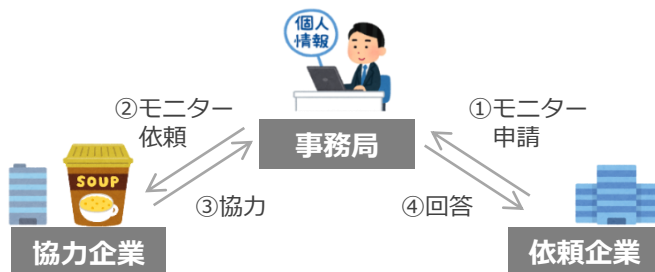 個人
情報
②モニター
依頼
①モニター
申請
事務局
SOUP
③協力
④回答
協力企業
依頼企業